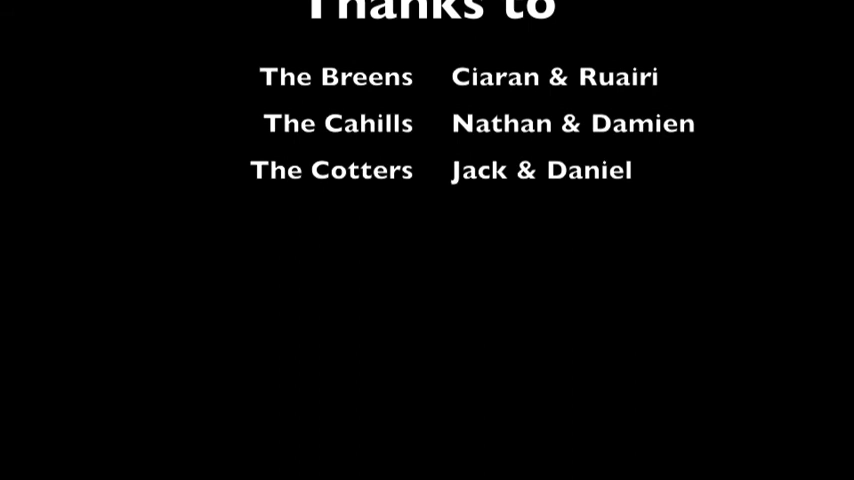 Thanks to
The Breens Ciaran & Ruairi
The Cahills Nathan & Damien
The Cotters Jack & Daniel